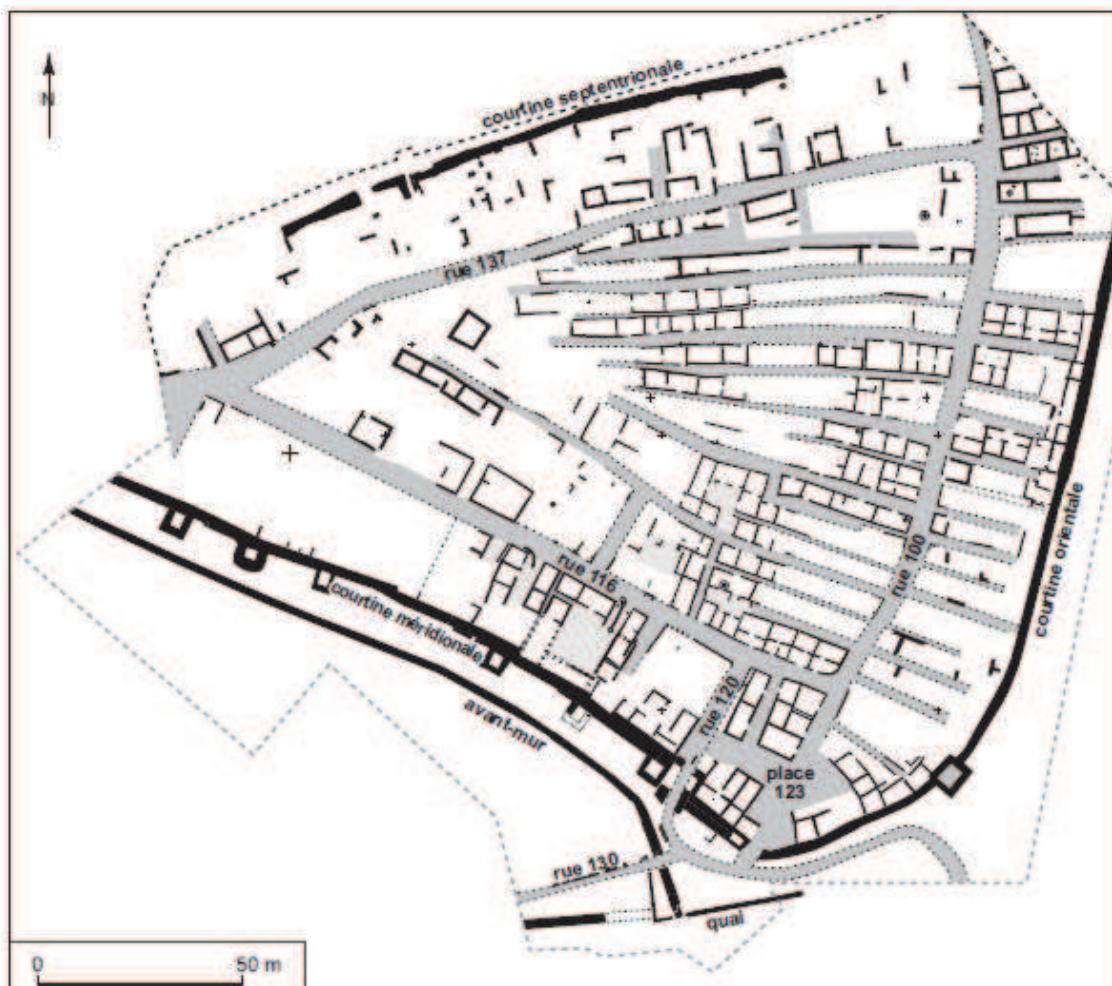 courtine septentrionale
N
rue 137
rue 100
rue 116
courtine orientale
courtine méridionale
rue 120
avant-mur
place
123
rue 130
quai
0 50 m